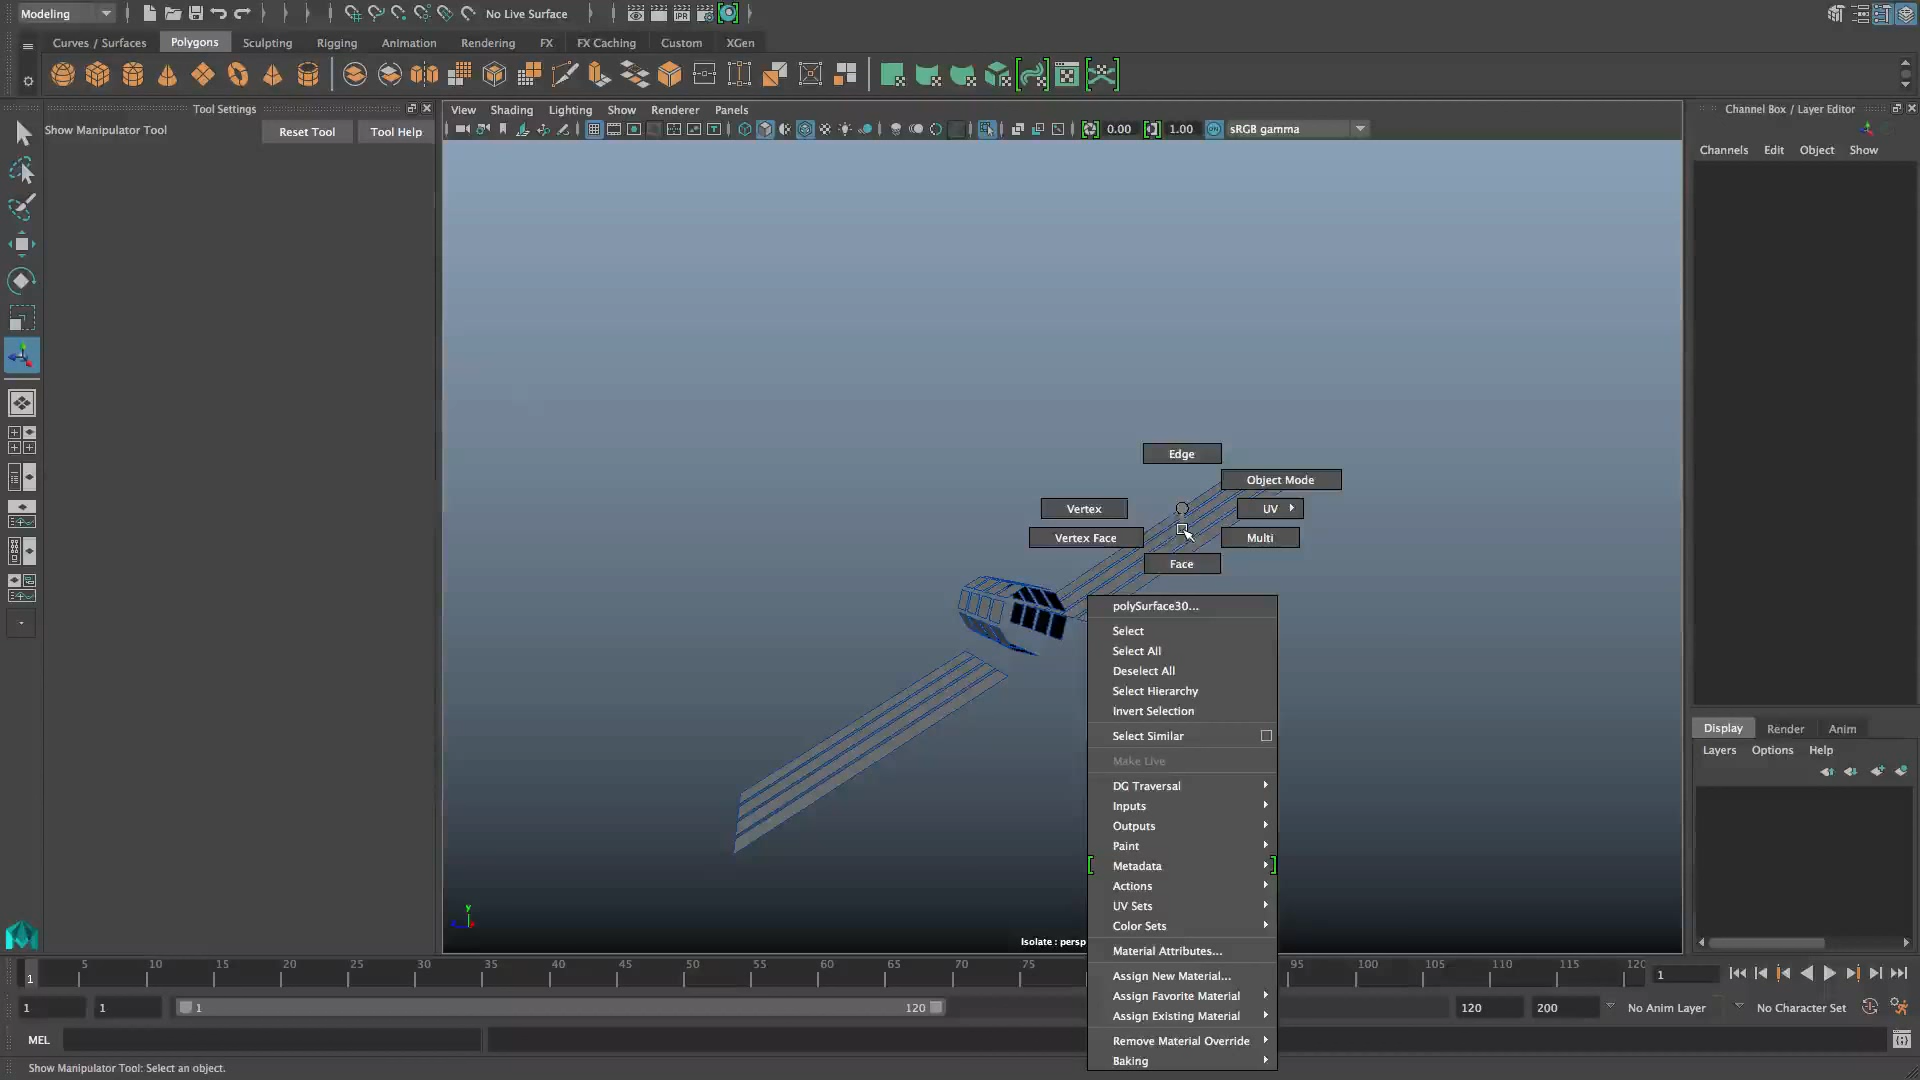 Modeling
No Live Surface
Curves / Surfaces
Polygons
Sculpting
Rigging
Animation
Rendering
FX
FX Caching
Custom
XGen
Tool Settings
Show Manipulator Tool
Reset Tool
Tool Help
View
Shading
Lighting
Show
Renderer
Panels
0.00
1.00
sRGB gamma
Channel Box / Layer Editor
Channels
Edit
Object
Show
Edge
Object Mode
Vertex
UV
Vertex Face
Multi
Face
polySurface30...
Select
Select All
Deselect All
Select Hierarchy
Invert Selection
Select Similar
Make Live
DG Traversal
Inputs
Outputs
Paint
Metadata
Actions
UV Sets
Color Sets
Material Attributes...
Assign New Material...
Assign Favorite Material
Assign Existing Material
Remove Material Override
Baking
y
Isolate : persp
Display
Render
Anim
Layers
Options
Help
1
5
10
15
20
25
30
35
40
45
50
55
60
65
70
75
95
100
105
110
115
120
1
1
1
1
120
120
200
No Anim Layer
No Character Set
MEL
Show Manipulator Tool: Select an object.